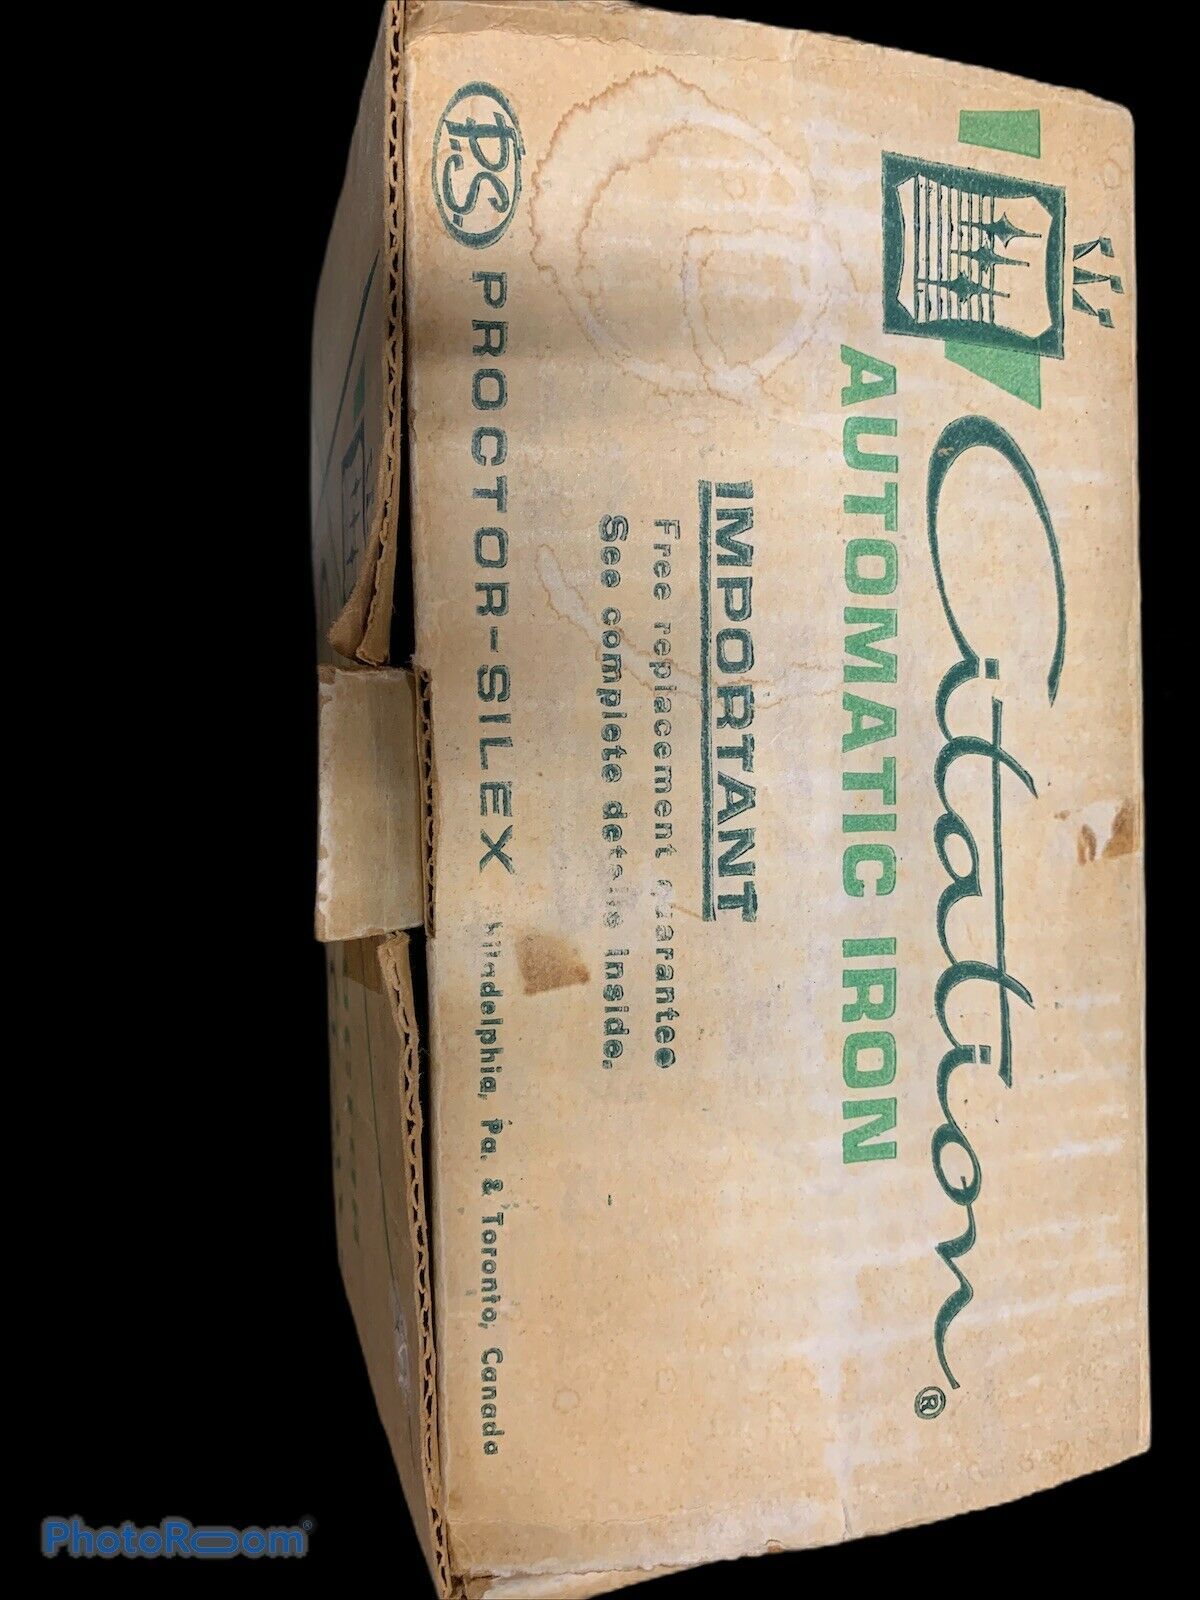 Citation®
AUTOMATIC IRON
IMPORTANT
Free replacement guarantee
See complete details inside.
P.S. PROCTOR-SILEX Philadelphia, Pa. & Toronto, Canada
PhotoRoom®